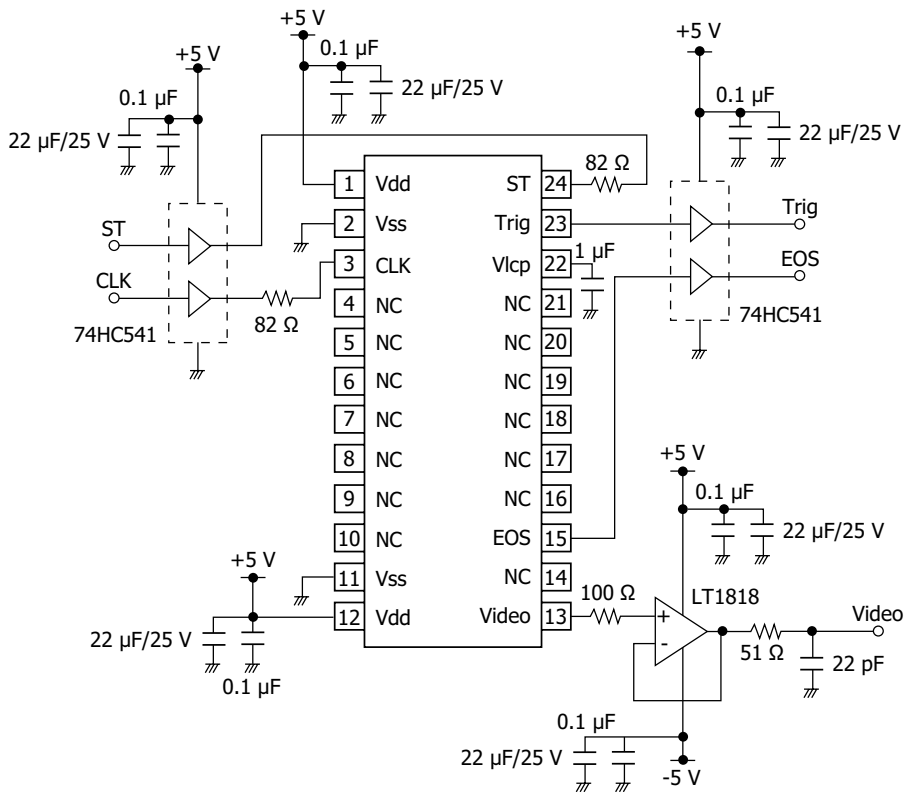 +5 V
0.1 µF
22 µF/25 V
+5 V
0.1 µF
22 µF/25 V
+5 V
0.1 µF
22 µF/25 V
ST
CLK
74HC541
82 Ω
82 Ω
1 Vdd
2 Vss
3 CLK
4 NC
5 NC
6 NC
7 NC
8 NC
9 NC
10 NC
11 Vss
12 Vdd
ST 24
Trig 23
Vlcp 22
NC 21
NC 20
NC 19
NC 18
NC 17
NC 16
EOS 15
NC 14
Video 13
1 µF
Trig
EOS
74HC541
+5 V
22 µF/25 V
0.1 µF
+5 V
0.1 µF
22 µF/25 V
100 Ω
LT1818
+
-
51 Ω
Video
22 pF
0.1 µF
22 µF/25 V
-5 V